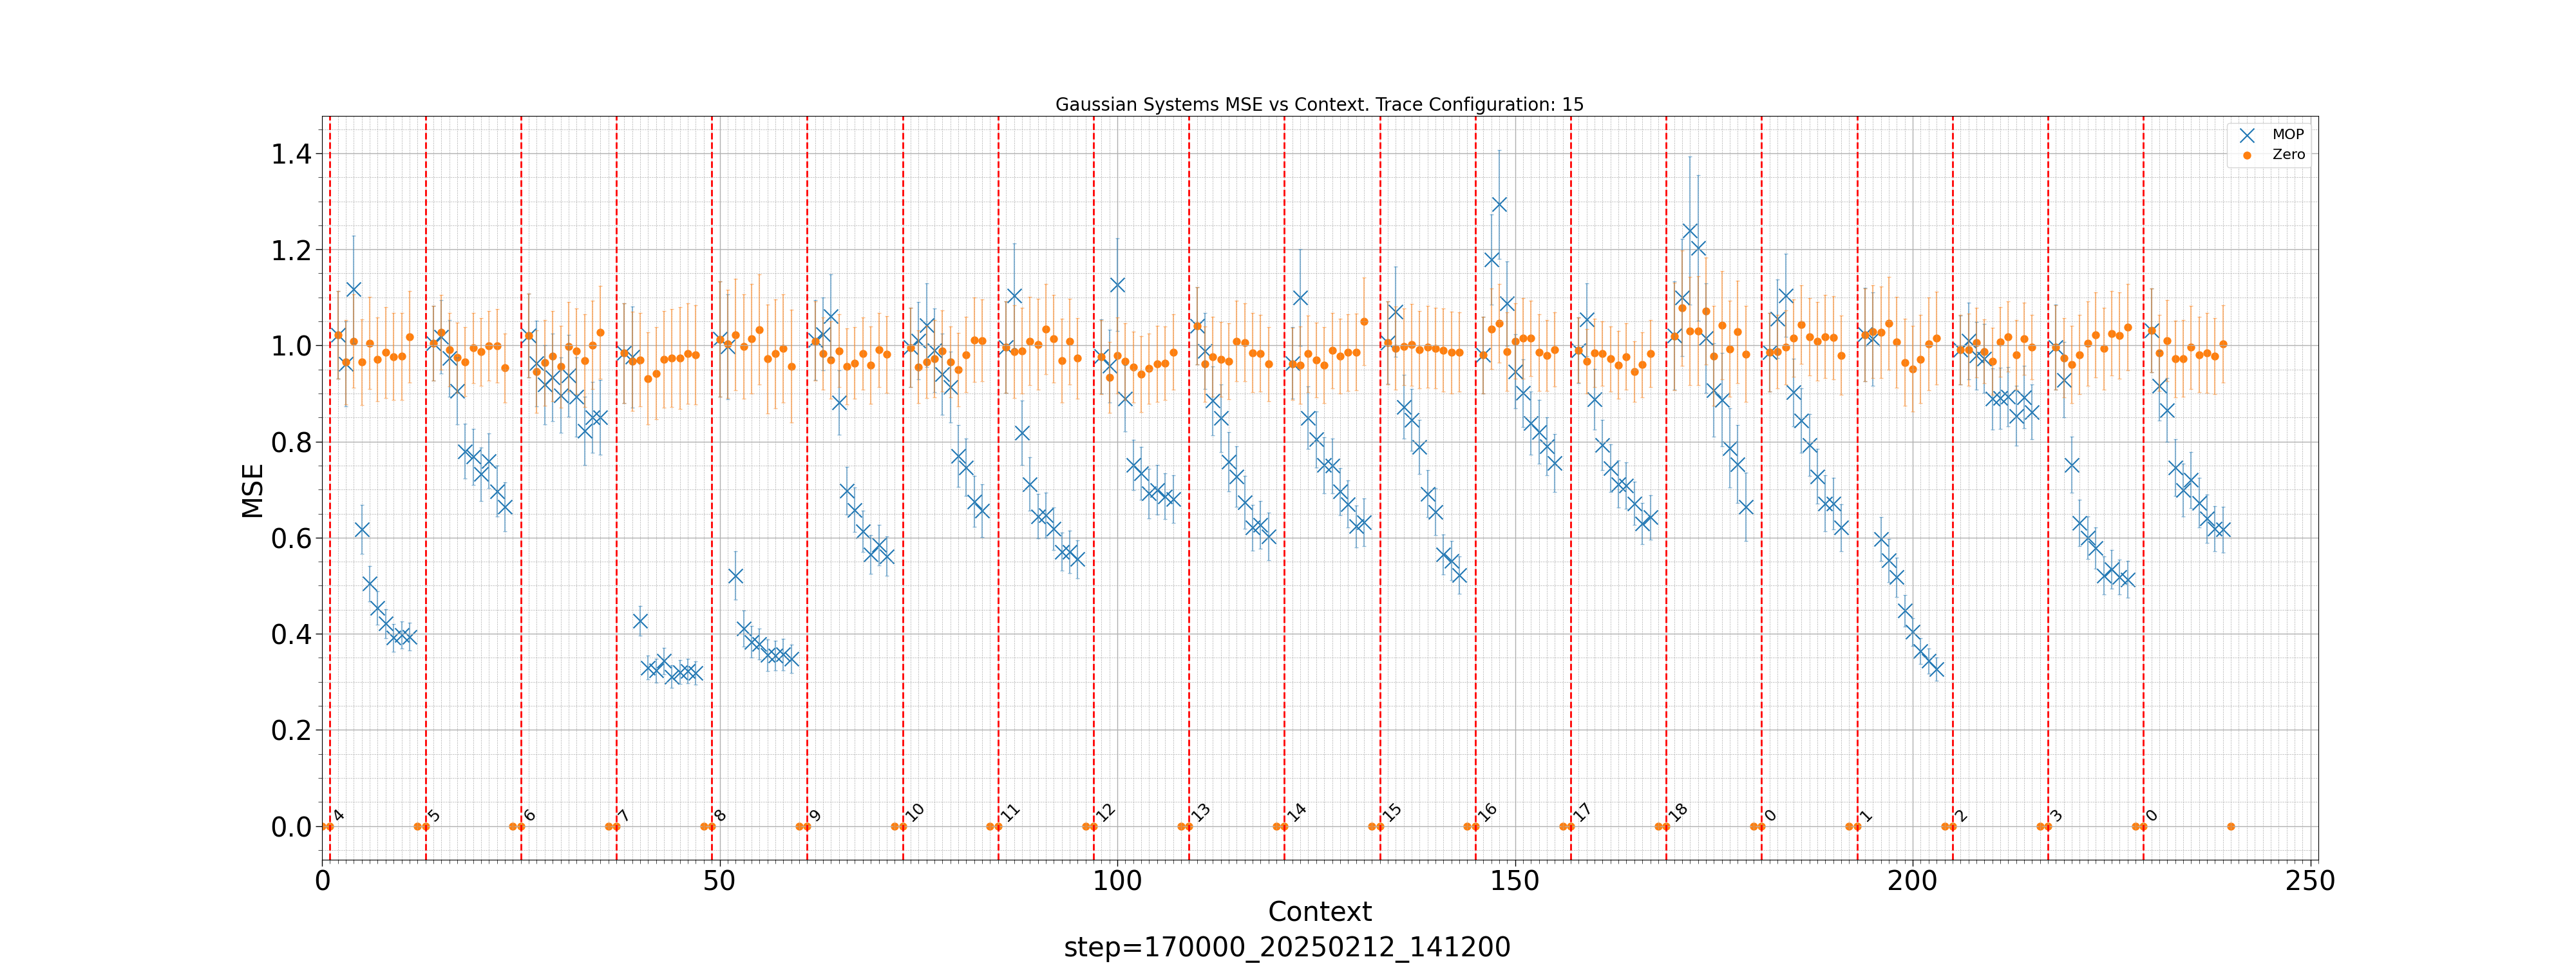 Gaussian Systems MSE vs Context. Trace Configuration: 15
MOP
Zero
MSE
1.4
1.2
1.0
0.8
0.6
0.4
0.2
0.0
4 5 6 7 8 9 10 11 12 13 14 15 16 17 18 0 1 2 3 0
0 50 100 150 200 250
Context
step=170000_20250212_141200